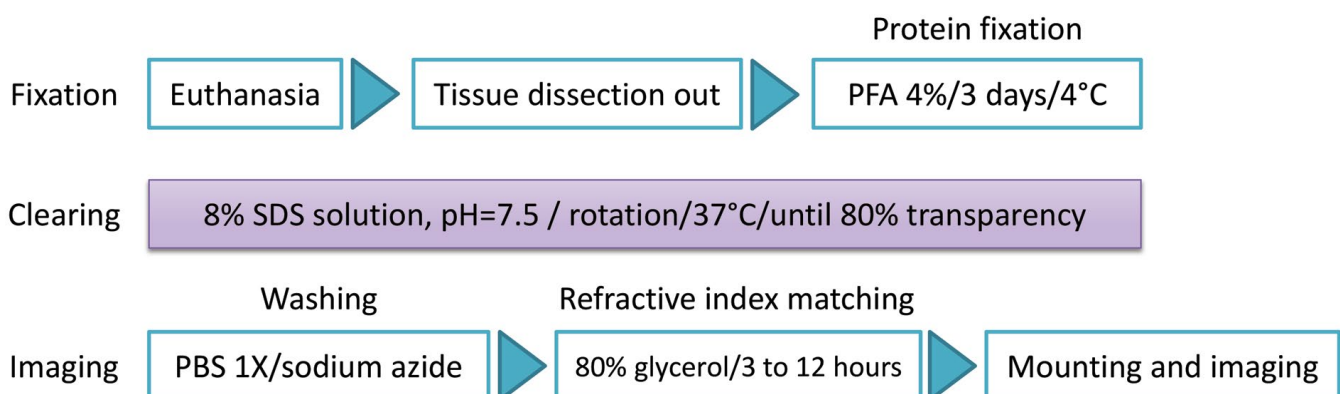 Protein fixation
Fixation Euthanasia Tissue dissection out PFA 4%/3 days/4°C
Clearing 8% SDS solution, pH=7.5 / rotation/37°C/until 80% transparency
Washing Refractive index matching
Imaging PBS 1X/sodium azide 80% glycerol/3 to 12 hours Mounting and imaging